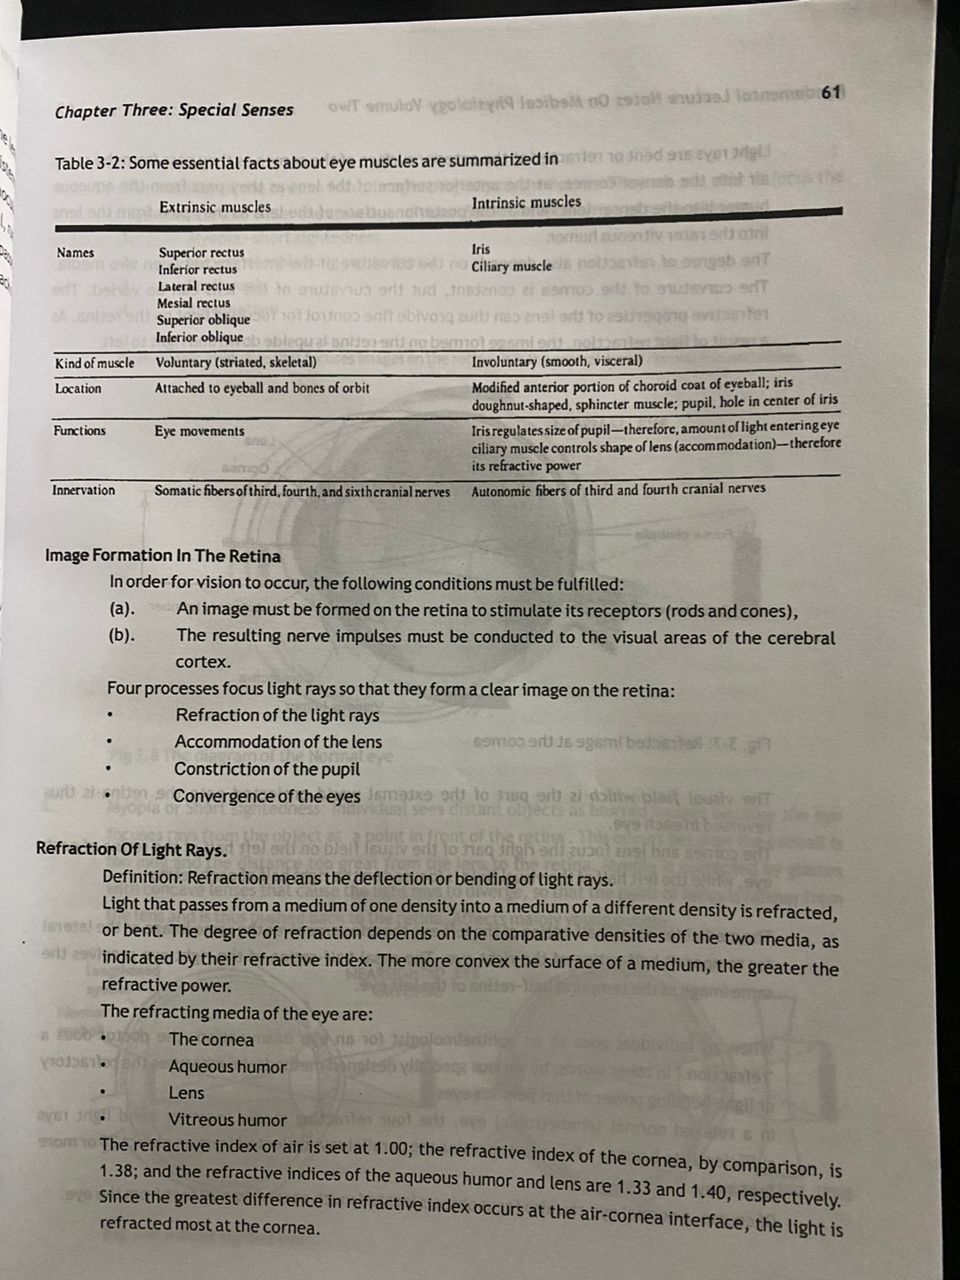 Chapter Three: Special Senses
61
Table 3-2: Some essential facts about eye muscles are summarized in
Extrinsic muscles Intrinsic muscles
Names Superior rectus Iris
Inferior rectus Ciliary muscle
Lateral rectus
Mesial rectus
Superior oblique
Inferior oblique
Kind of muscle Voluntary (striated, skeletal) Involuntary (smooth, visceral)
Location Attached to eyeball and bones of orbit Modified anterior portion of choroid coat of eyeball; iris
doughnut-shaped, sphincter muscle; pupil, hole in center of iris
Functions Eye movements Iris regulates size of pupil—therefore, amount of light entering eye
ciliary muscle controls shape of lens (accommodation)—therefore
its refractive power
Innervation Somatic fibers of third, fourth, and sixth cranial nerves Autonomic fibers of third and fourth cranial nerves
Image Formation In The Retina
In order for vision to occur, the following conditions must be fulfilled:
(a). An image must be formed on the retina to stimulate its receptors (rods and cones),
(b). The resulting nerve impulses must be conducted to the visual areas of the cerebral
cortex.
Four processes focus light rays so that they form a clear image on the retina:
• Refraction of the light rays
• Accommodation of the lens
• Constriction of the pupil
• Convergence of the eyes
Refraction Of Light Rays.
Definition: Refraction means the deflection or bending of light rays.
Light that passes from a medium of one density into a medium of a different density is refracted,
or bent. The degree of refraction depends on the comparative densities of the two media, as
indicated by their refractive index. The more convex the surface of a medium, the greater the
refractive power.
The refracting media of the eye are:
• The cornea
• Aqueous humor
• Lens
• Vitreous humor
The refractive index of air is set at 1.00; the refractive index of the cornea, by comparison, is
1.38; and the refractive indices of the aqueous humor and lens are 1.33 and 1.40, respectively.
Since the greatest difference in refractive index occurs at the air-cornea interface, the light is
refracted most at the cornea.